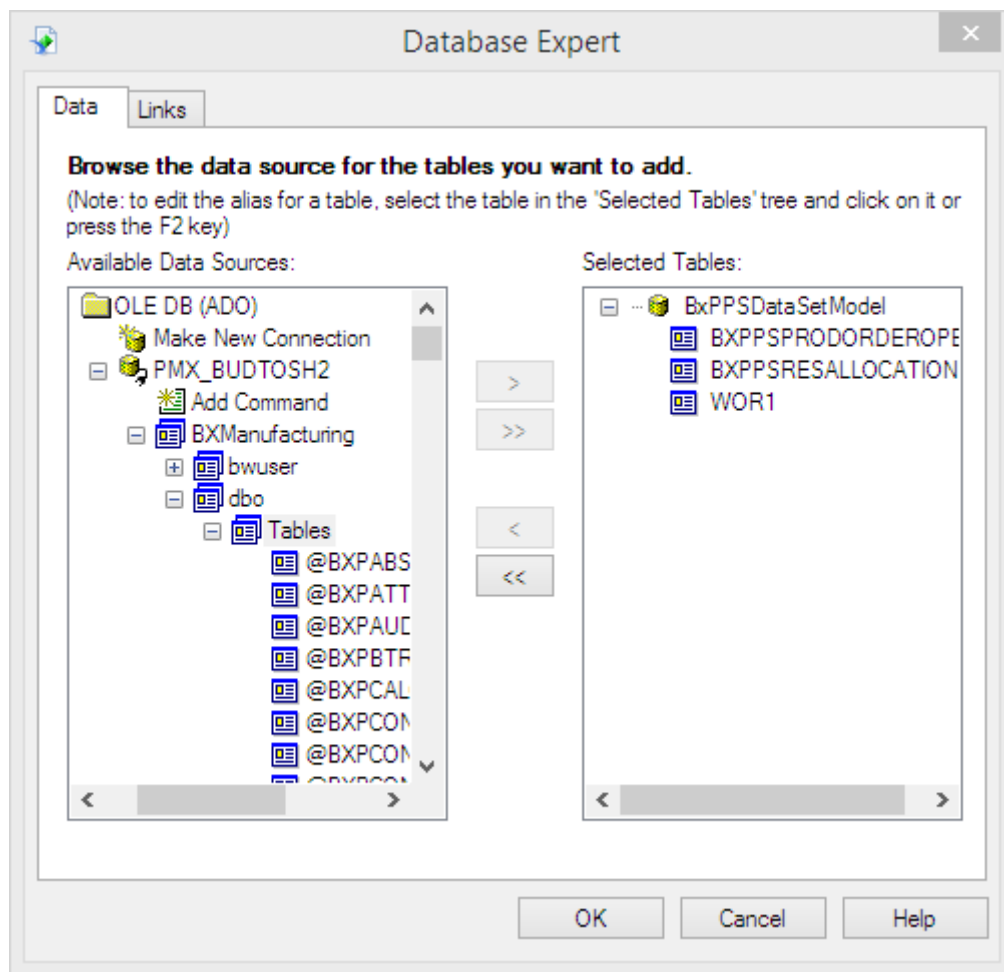 Database Expert
Data
Links
Browse the data source for the tables you want to add.
(Note: to edit the alias for a table, select the table in the 'Selected Tables' tree and click on it or
press the F2 key)
Available Data Sources:
Selected Tables:
OLE DB (ADO)
Make New Connection
PMX_BUDTOSH2
Add Command
BXManufacturing
bwuser
dbo
Tables
@BXPABS
@BXPATT
@BXPAUD
@BXPBTR
@BXPCAL
@BXPCON
@BXPCON
>
>>
<
<<
BxPPSDataSetModel
BXPPSPRODORDEROPE
BXPPSRESALLOCATION
WOR1
OK
Cancel
Help